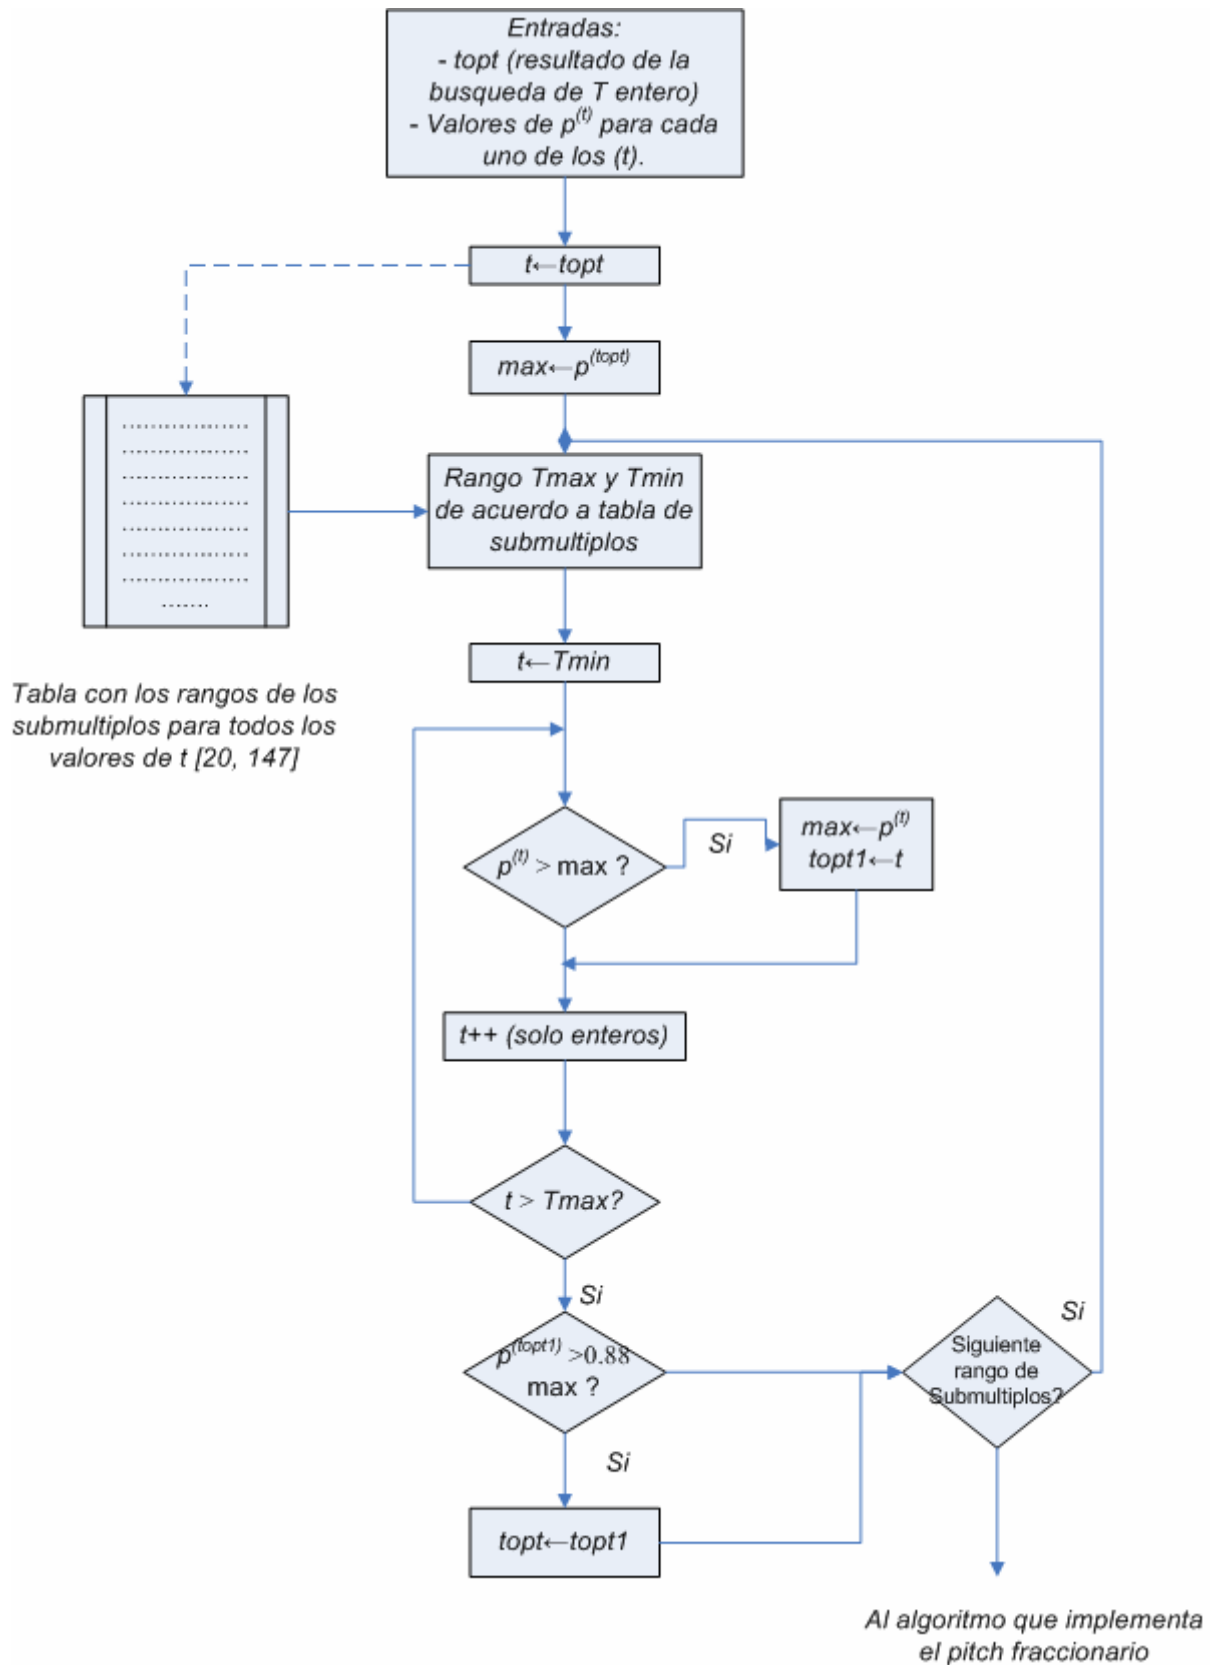 Entradas:
- topt (resultado de la
busqueda de T entero)
- Valores de p(t) para cada
uno de los (t).
t←topt
max←p(topt)
....................
....................
....................
....................
....................
....................
....................
.......
Rango Tmax y Tmin
de acuerdo a tabla de
submultiplos
t←Tmin
Tabla con los rangos de los
submultiplos para todos los
valores de t [20, 147]
p(t) > max ?
Si
max←p(t)
topt1←t
t++ (solo enteros)
t > Tmax?
Si
p(topt1) >0.88
max ?
Si
topt←topt1
Siguiente
rango de
Submultiplos?
Si
Al algoritmo que implementa
el pitch fraccionario